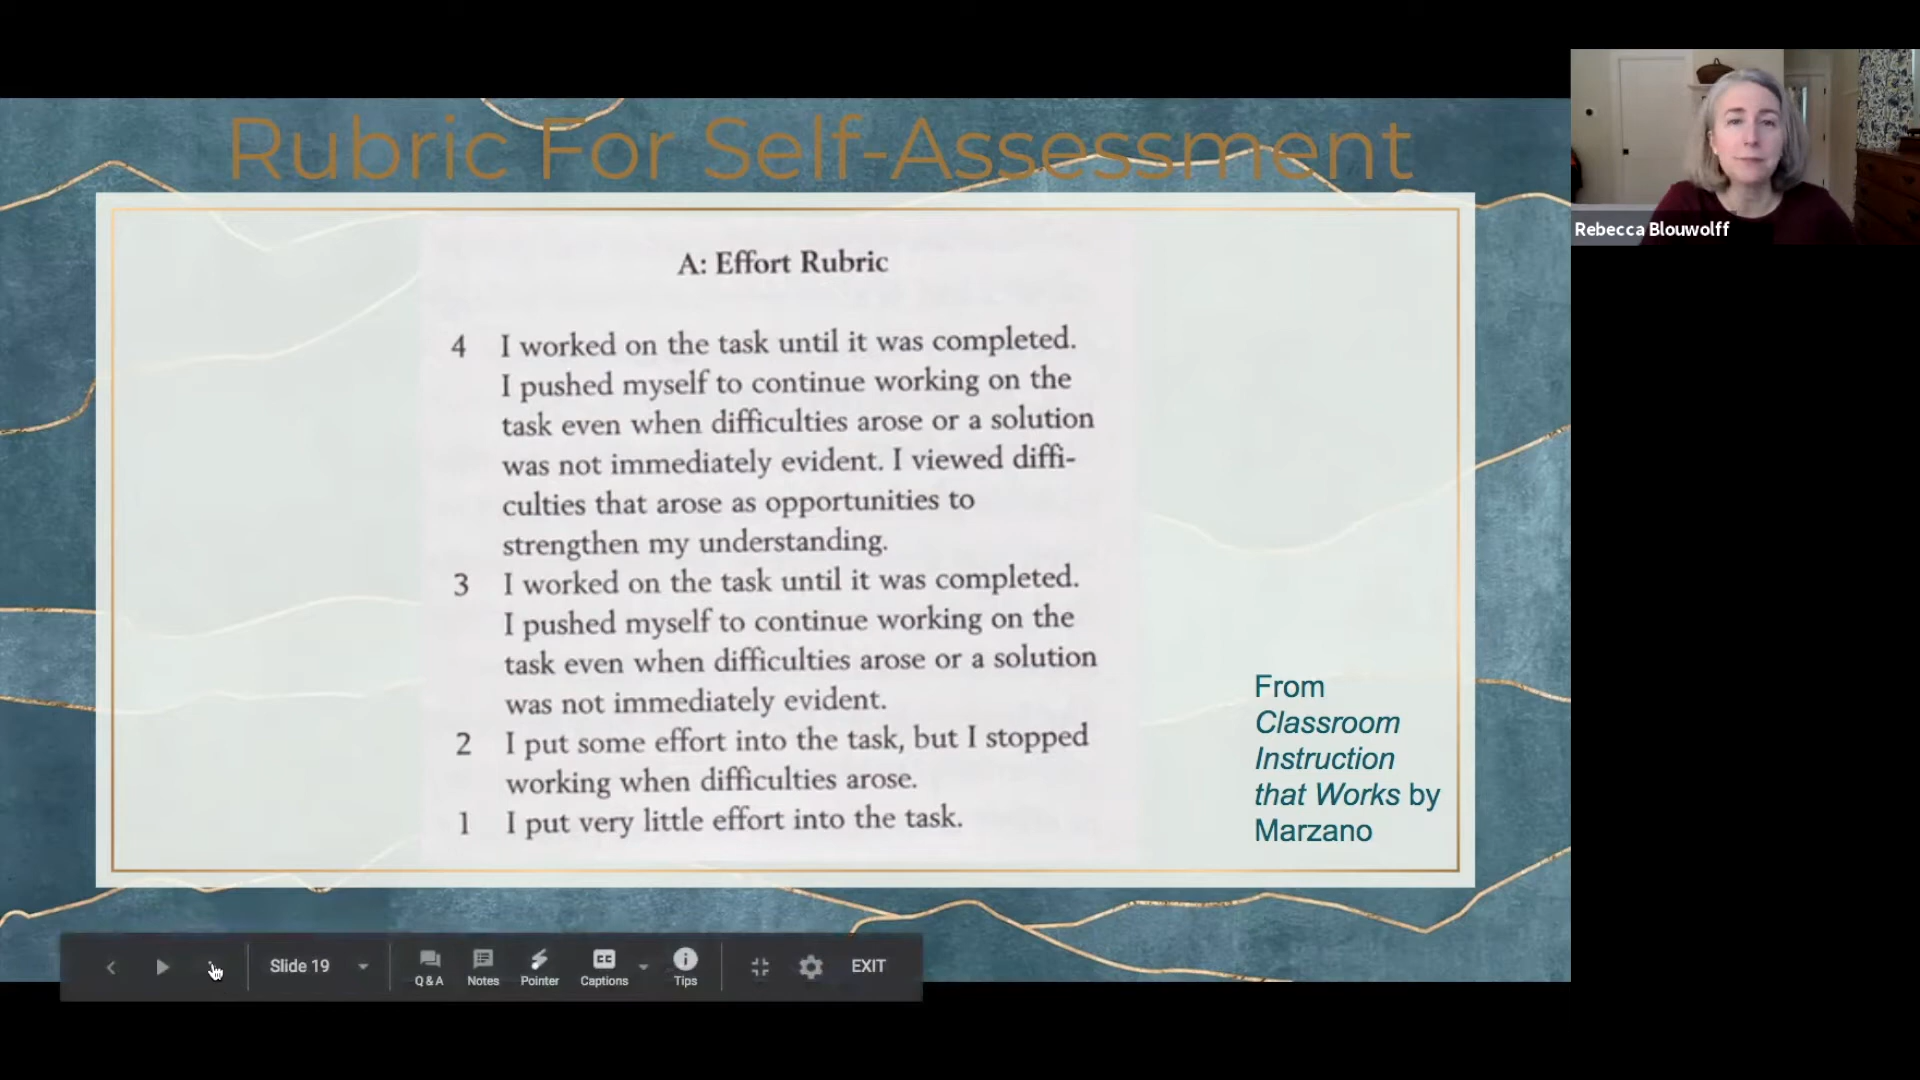 Rubric For Self-Assessment
A: Effort Rubric
4 I worked on the task until it was completed.
I pushed myself to continue working on the
task even when difficulties arose or a solution
was not immediately evident. I viewed diffi-
culties that arose as opportunities to
strengthen my understanding.
3 I worked on the task until it was completed.
I pushed myself to continue working on the
task even when difficulties arose or a solution
was not immediately evident.
2 I put some effort into the task, but I stopped
working when difficulties arose.
1 I put very little effort into the task.
From
Classroom
Instruction
that Works by
Marzano
Rebecca Blouwolff
Slide 19
Q & A
Notes
Pointer
CC
Captions
Tips
EXIT